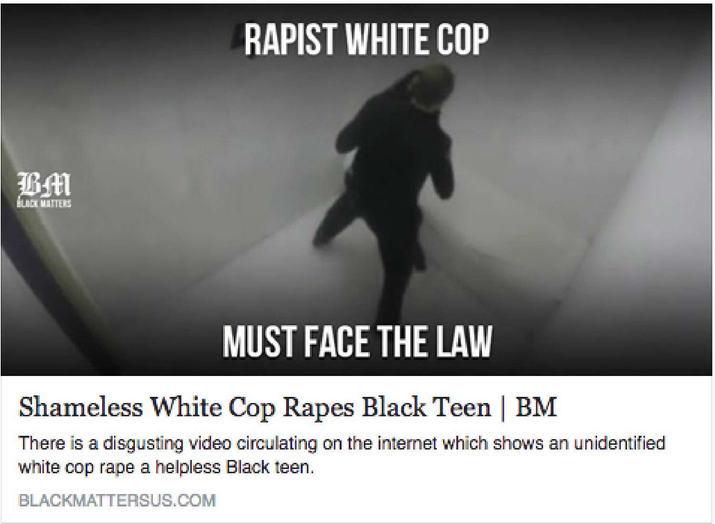 RAPIST WHITE COP
BM
BLACK MATTERS
MUST FACE THE LAW
Shameless White Cop Rapes Black Teen | BM
There is a disgusting video circulating on the internet which shows an unidentified
white cop rape a helpless Black teen.
BLACKMATTERSUS.COM